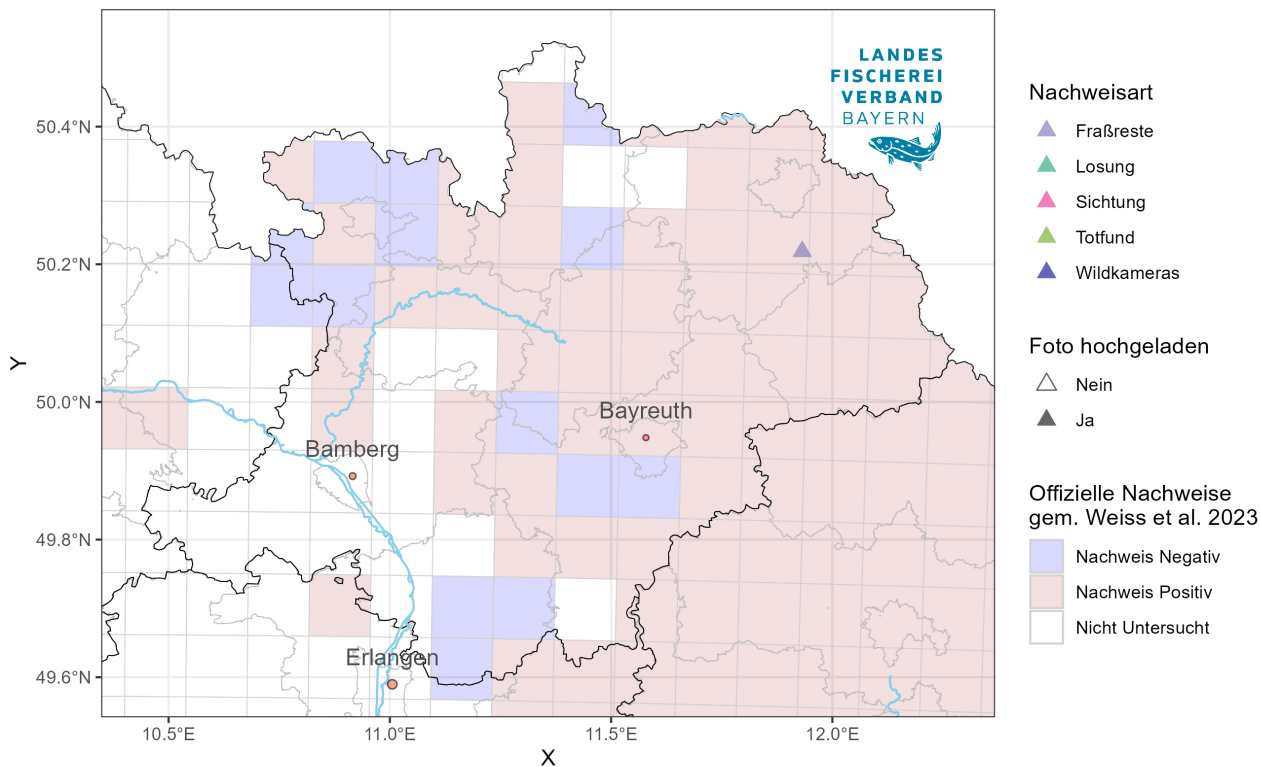 LANDES
FISCHEREI
VERBAND
BAYERN
50.4°N
50.2°N
50.0°N
49.8°N
49.6°N
Y
Bayreuth
Bamberg
Erlangen
10.5°E
11.0°E
11.5°E
12.0°E
X
Nachweisart
Fraßreste
Losung
Sichtung
Totfund
Wildkameras
Foto hochgeladen
Nein
Ja
Offizielle Nachweise
gem. Weiss et al. 2023
Nachweis Negativ
Nachweis Positiv
Nicht Untersucht